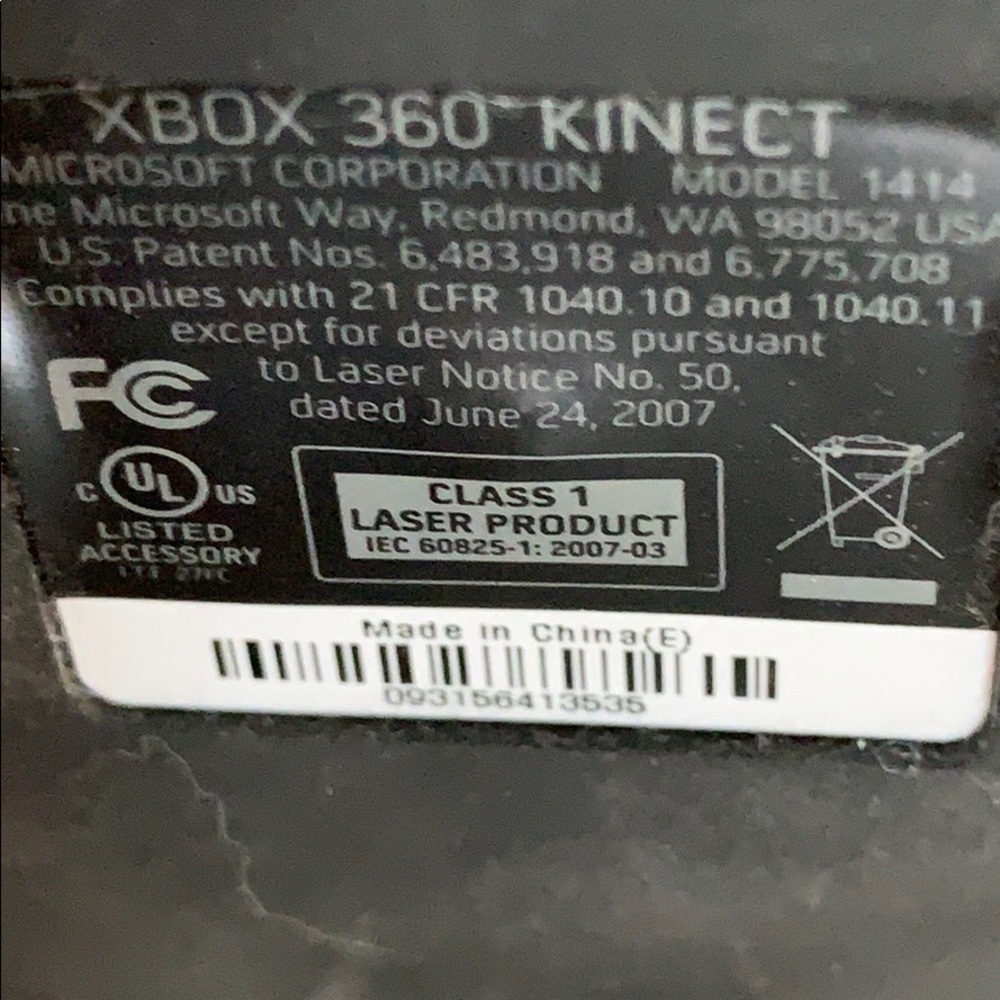 XBOX 360 KINECT
MICROSOFT CORPORATION MODEL 1414
ne Microsoft Way, Redmond, WA 98052 USA
U.S. Patent Nos. 6,483,918 and 6,775,708
Complies with 21 CFR 1040.10 and 1040.11
except for deviations pursuant
to Laser Notice No. 50,
dated June 24, 2007
FC
C UL US
LISTED
ACCESSORY
CLASS 1
LASER PRODUCT
IEC 60825-1: 2007-03
Made in China(E)
093156413535